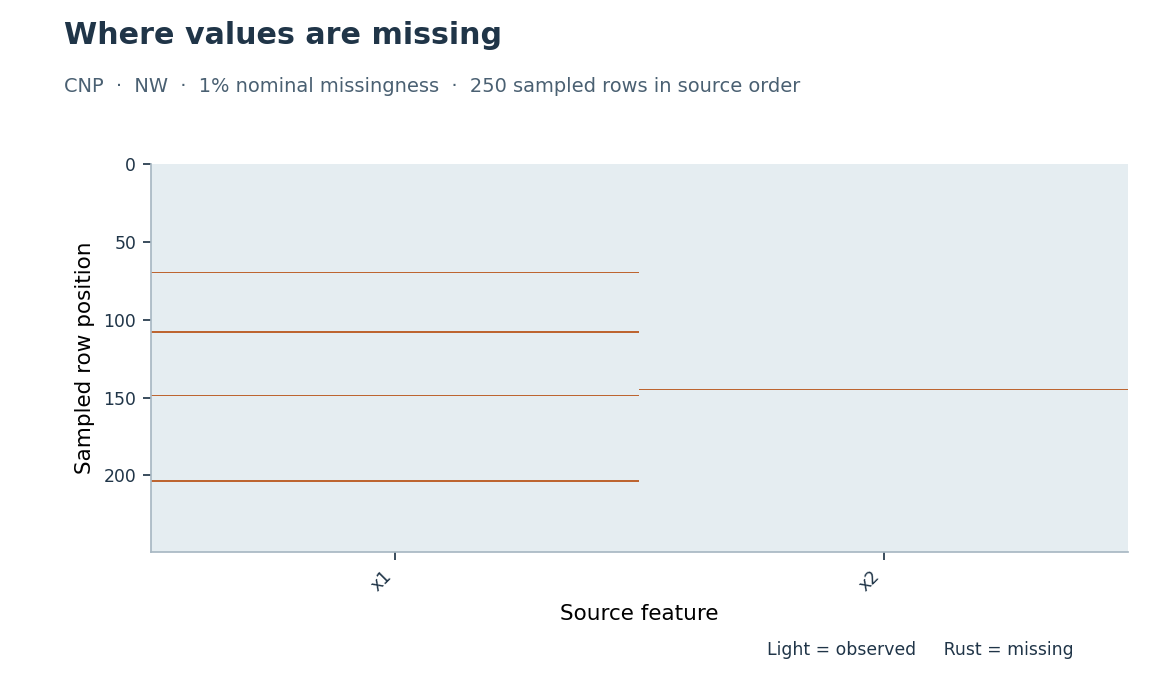 Where values are missing
CNP · NW · 1% nominal missingness · 250 sampled rows in source order
0
50
100
150
200
Sampled row position
x1
x2
Source feature
Light = observed Rust = missing